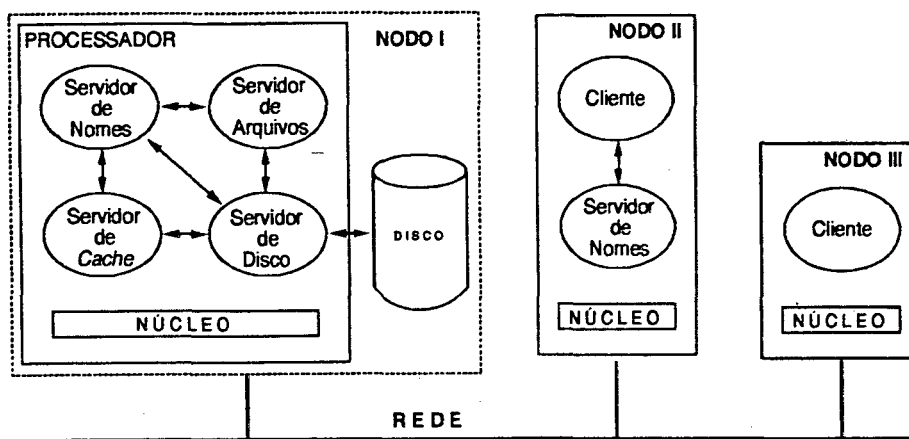 PROCESSADOR
NODO I
Servidor
de
Nomes
Servidor
de
Arquivos
Servidor
de
Cache
Servidor
de
Disco
DISCO
NÚCLEO
NODO II
Cliente
Servidor
de
Nomes
NÚCLEO
NODO III
Cliente
NÚCLEO
REDE